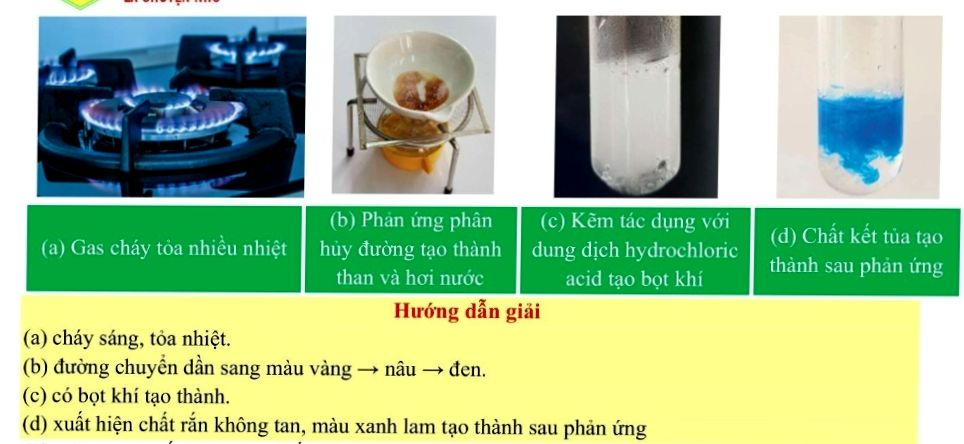 (a) Gas cháy tỏa nhiều nhiệt
(b) Phản ứng phân
hủy đường tạo thành
than và hơi nước
(c) Kẽm tác dụng với
dung dịch hydrochloric
acid tạo bọt khí
(d) Chất kết tủa tạo
thành sau phản ứng
Hướng dẫn giải
(a) cháy sáng, tỏa nhiệt.
(b) đường chuyển dần sang màu vàng → nâu → đen.
(c) có bọt khí tạo thành.
(d) xuất hiện chất rắn không tan, màu xanh lam tạo thành sau phản ứng